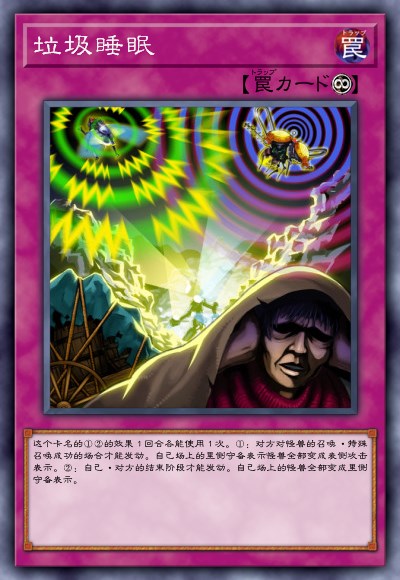 垃圾睡眠
トラップ
罠
トラップ
【罠カード】
这个卡名的①②的效果1回合各能使用1次。①:对方对怪兽的召唤·特殊
召唤成功的场合才能发动。自己场上的里侧守备表示怪兽全部变成表侧攻击
表示。②:自己·对方的结束阶段才能发动。自己场上的怪兽全部变成里侧
守备表示。